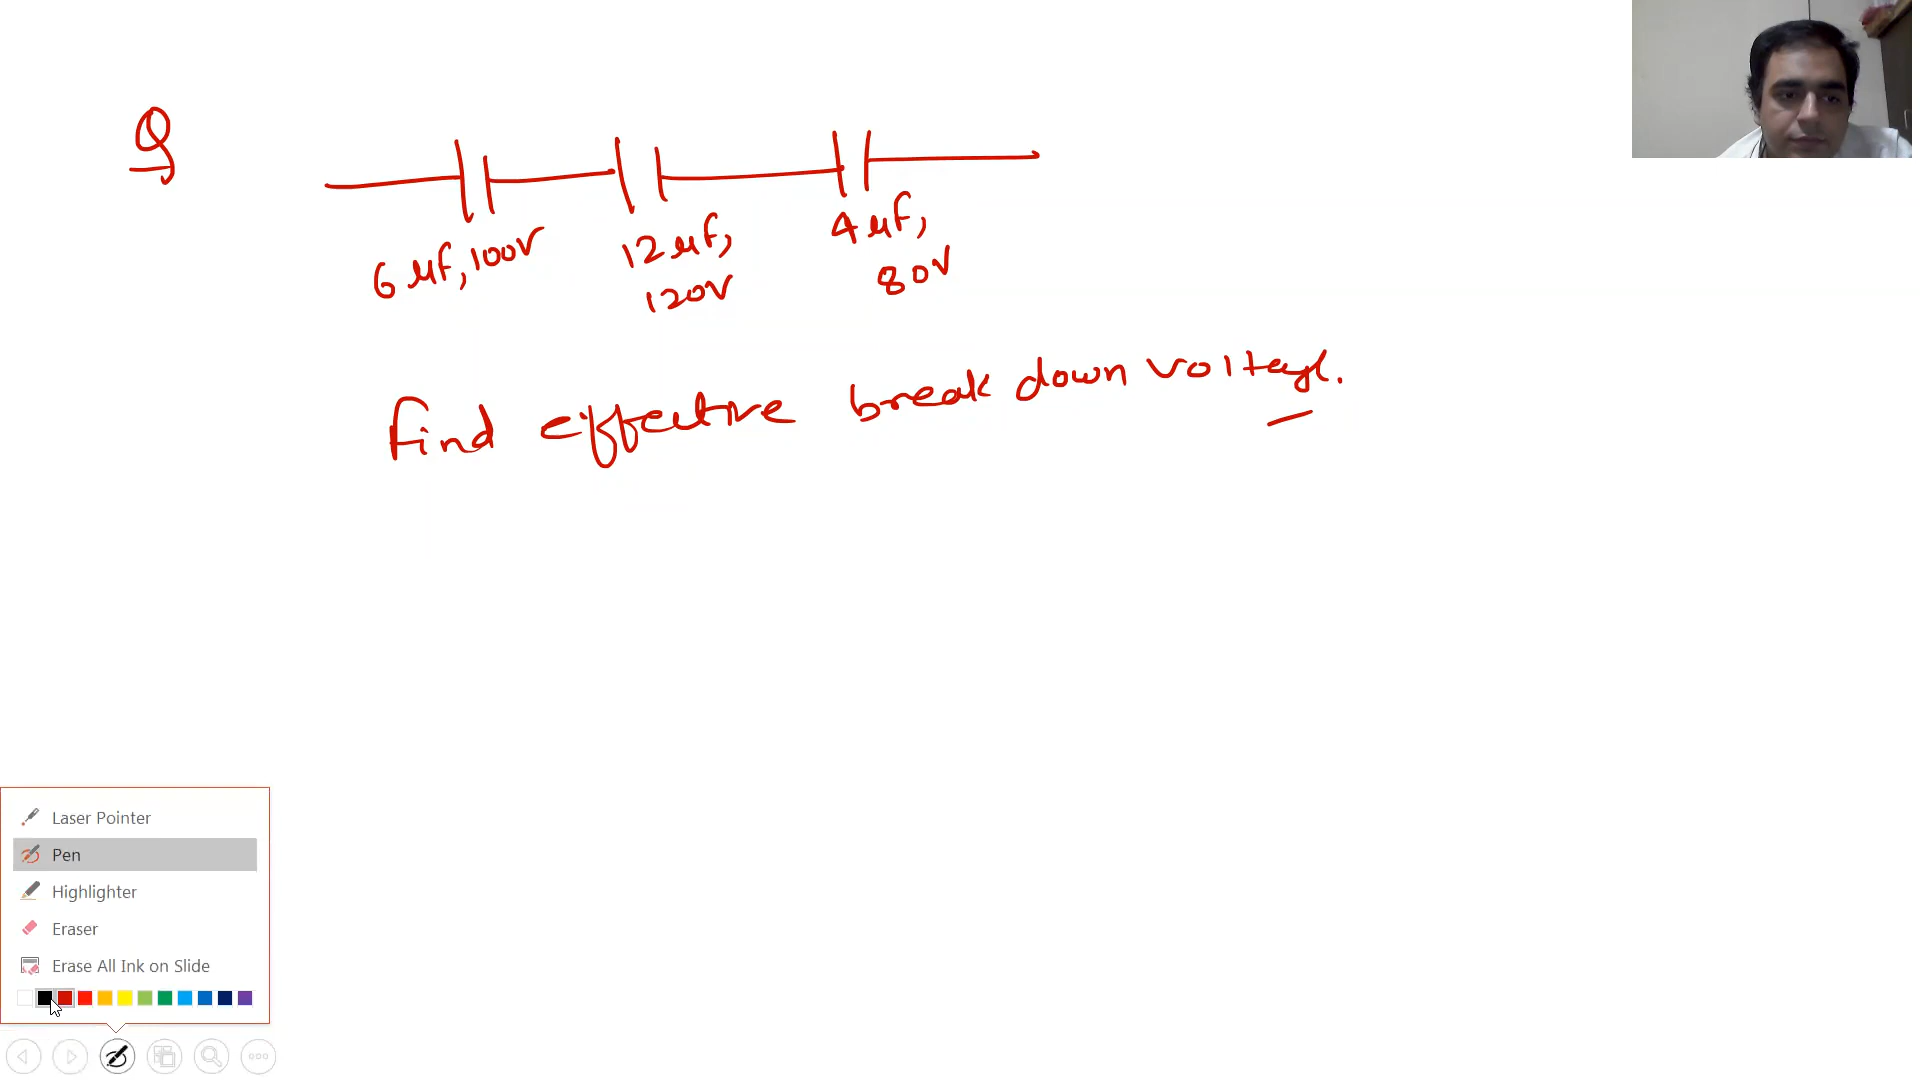 Q
6 μf, 100V
12 μf,
120V
4 μf,
80V
find effective break down voltage.
Laser Pointer
Pen
Highlighter
Eraser
Erase All Ink on Slide